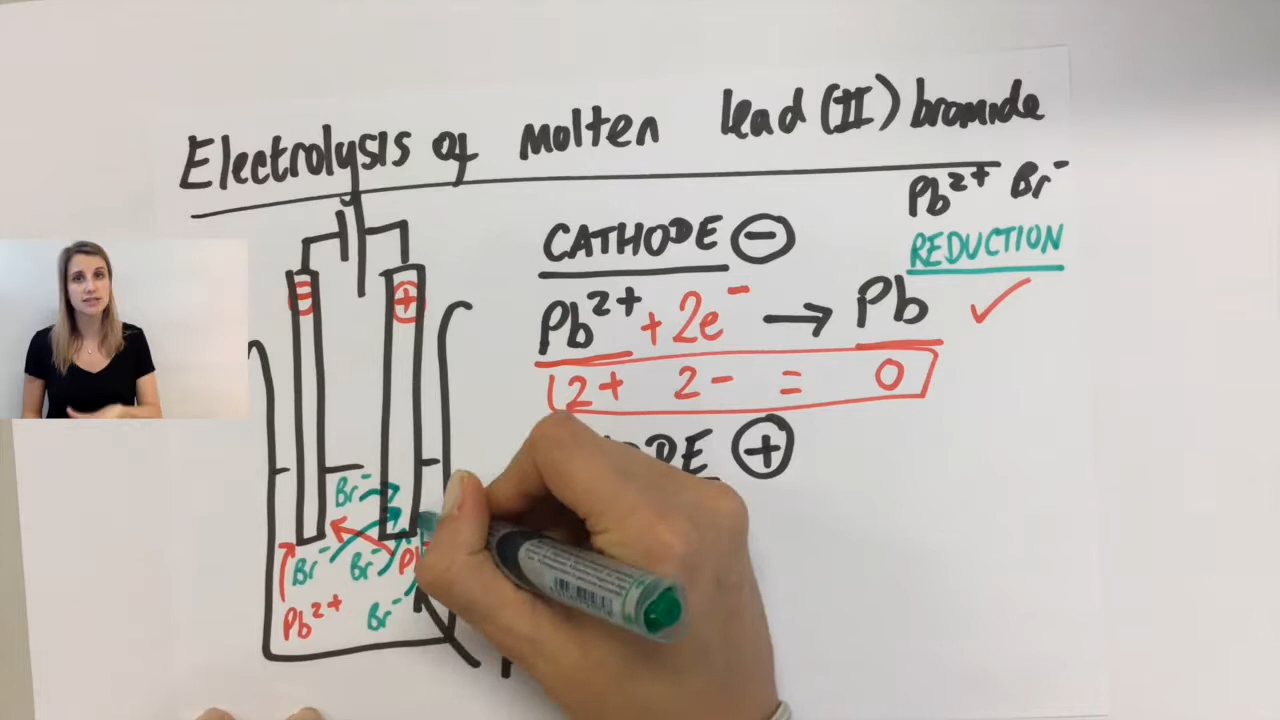 Electrolysis of molten lead (II) bromide
Pb²⁺ Br⁻
CATHODE ⊖
REDUCTION
Pb²⁺ + 2e⁻ → Pb ✓
2+ 2- = 0
⊕
⊖ ⊕
Br⁻
Br⁻ Br⁻
Pb²⁺ Br⁻